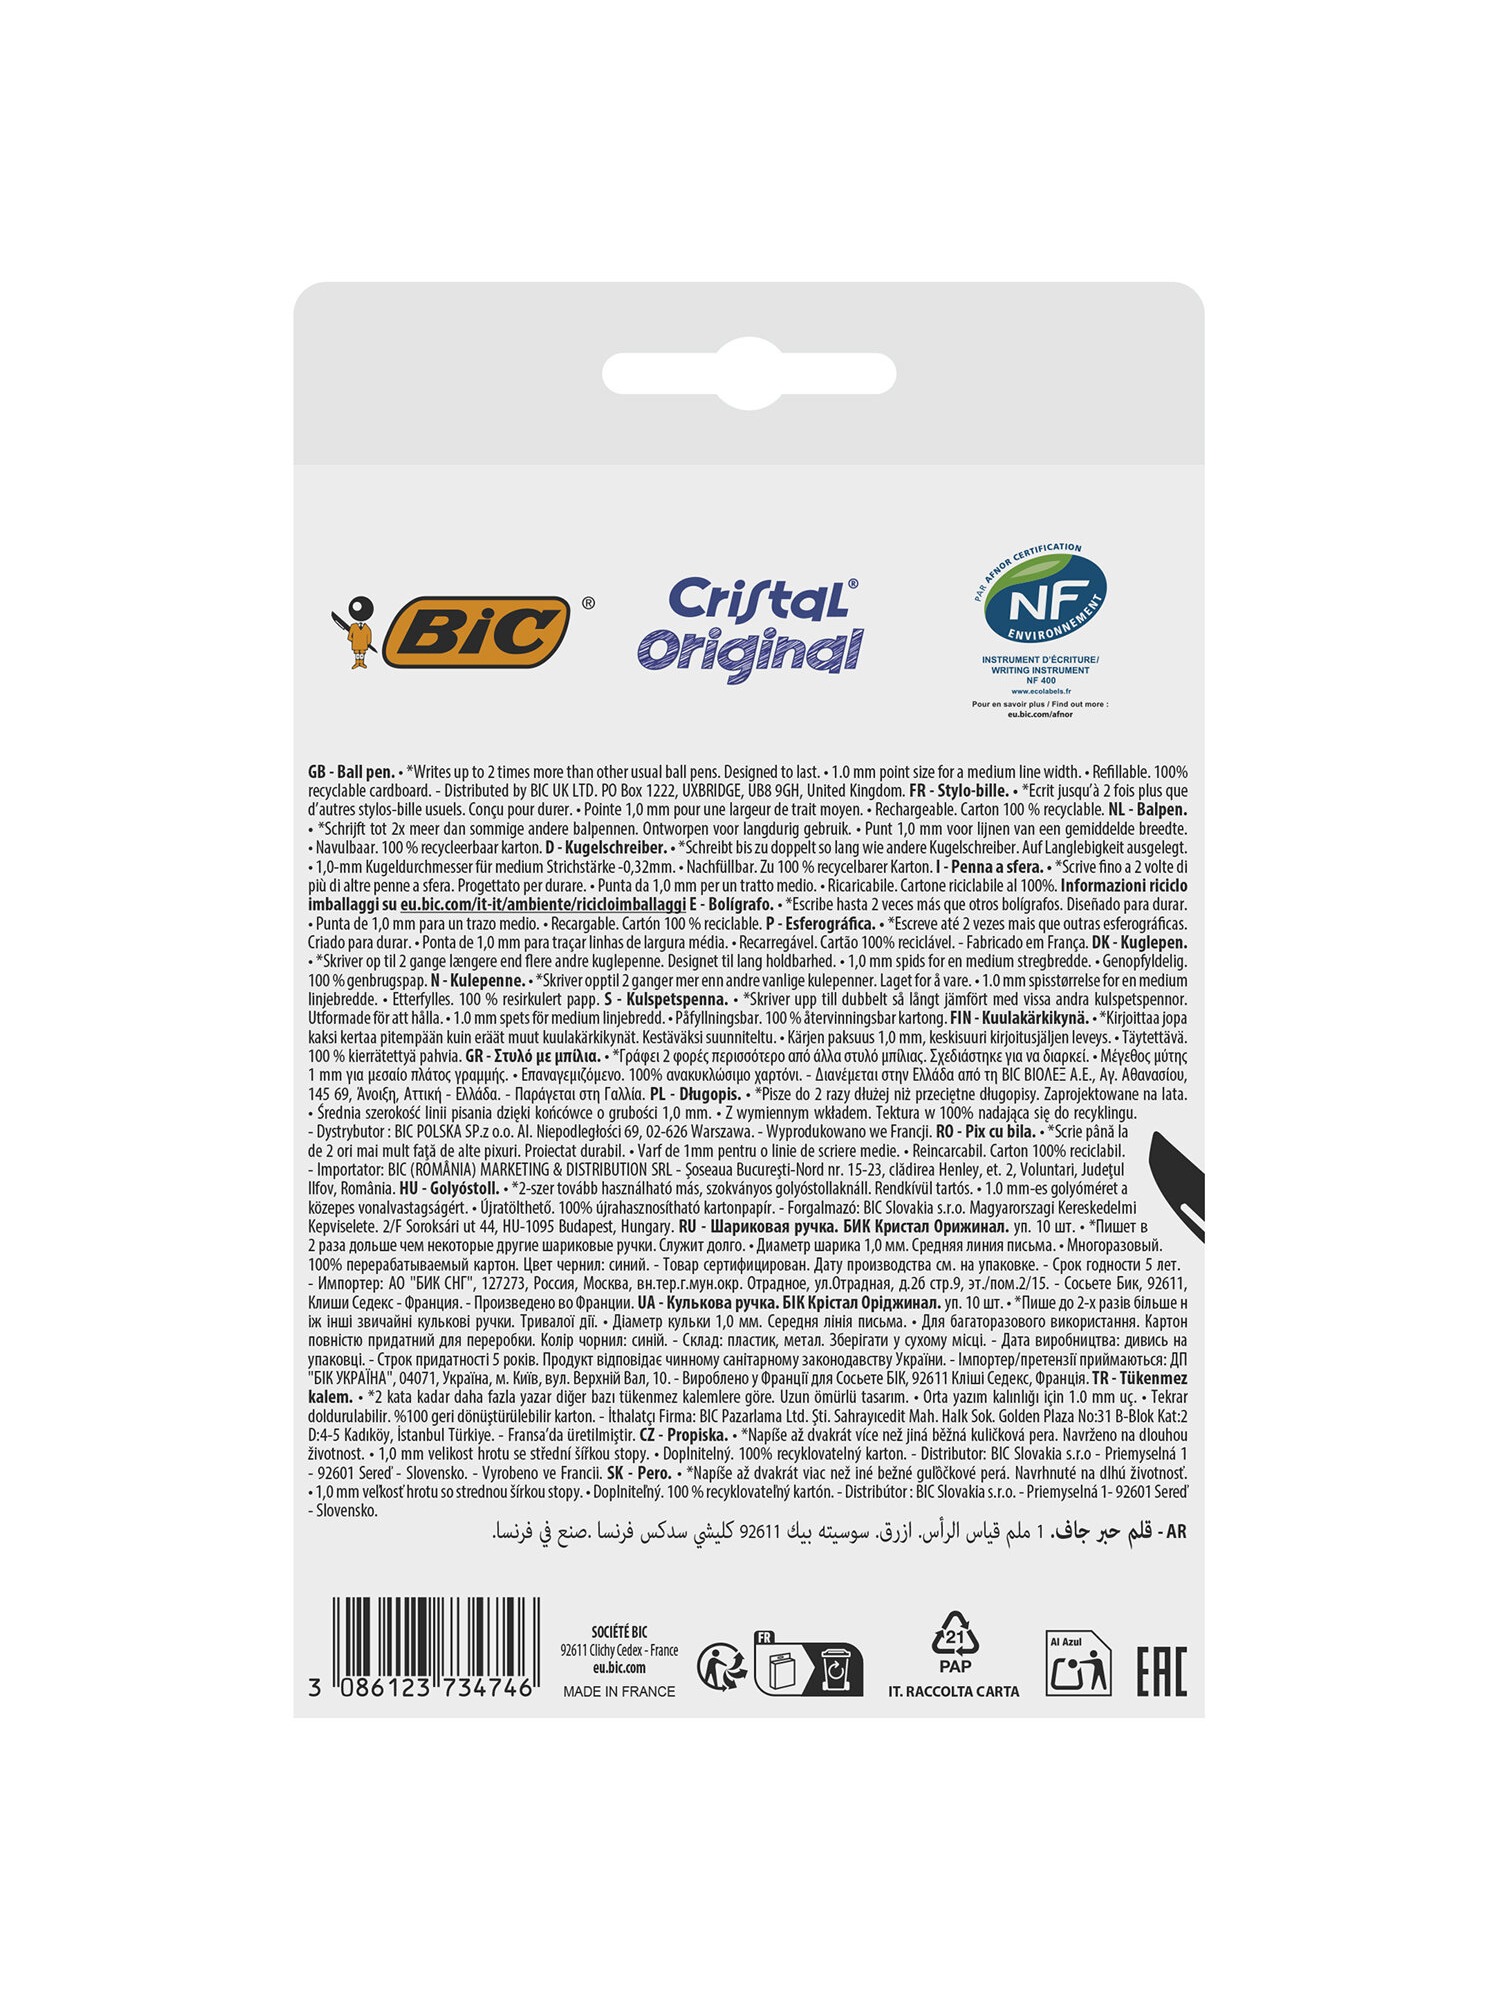 BiC®
Cristal®
Original
PAR AFNOR CERTIFICATION
NF
ENVIRONNEMENT
INSTRUMENT D'ÉCRITURE/
WRITING INSTRUMENT
NF 400
www.ecolabels.fr
Pour en savoir plus / Find out more :
eu.bic.com/afnor
GB - Ball pen. • *Writes up to 2 times more than other usual ball pens. Designed to last. • 1.0 mm point size for a medium line width. • Refillable. 100%
recyclable cardboard. - Distributed by BIC UK LTD. PO Box 1222, UXBRIDGE, UB8 9GH, United Kingdom. FR - Stylo-bille. • *Ecrit jusqu'à 2 fois plus que
d'autres stylos-bille usuels. Conçu pour durer. • Pointe 1,0 mm pour une largeur de trait moyen. • Rechargeable. Carton 100 % recyclable. NL - Balpen.
• *Schrijft tot 2x meer dan sommige andere balpennen. Ontworpen voor langdurig gebruik. • Punt 1,0 mm voor lijnen van een gemiddelde breedte.
• Navulbaar. 100 % recycleerbaar karton. D - Kugelschreiber. • *Schreibt bis zu doppelt so lang wie andere Kugelschreiber. Auf Langlebigkeit ausgelegt.
• 1,0-mm Kugeldurchmesser für medium Strichstärke -0,32mm. • Nachfüllbar. Zu 100 % recycelbarer Karton. I - Penna a sfera. • *Scrive fino a 2 volte di
più di altre penne a sfera. Progettato per durare. • Punta da 1,0 mm per un tratto medio. • Ricaricabile. Cartone riciclabile al 100%. Informazioni riciclo
imballaggi su eu.bic.com/it-it/ambiente/ricicloimballaggi E - Bolígrafo. • *Escribe hasta 2 veces más que otros bolígrafos. Diseñado para durar.
• Punta de 1,0 mm para un trazo medio. • Recargable. Cartón 100 % reciclable. P - Esferográfica. • *Escreve até 2 vezes mais que outras esferográficas.
Criado para durar. • Ponta de 1,0 mm para traçar linhas de largura média. • Recarregável. Cartão 100% reciclável. - Fabricado em França. DK - Kuglepen.
• *Skriver op til 2 gange længere end flere andre kuglepenne. Designet til lang holdbarhed. • 1,0 mm spids for en medium stregbredde. • Genopfyldelig.
100 % genbrugspap. N - Kulepenne. • *Skriver opptil 2 ganger mer enn andre vanlige kulepenner. Laget for å vare. • 1.0 mm spisstørrelse for en medium
linjebredde. • Etterfylles. 100 % resirkulert papp. S - Kulspetspenna. • *Skriver upp till dubbelt så långt jämfört med vissa andra kulspetspennor.
Utformade för att hålla. • 1.0 mm spets för medium linjebredd. • Påfyllningsbar. 100 % återvinningsbar kartong. FIN - Kuulakärkikynä. • *Kirjoittaa jopa
kaksi kertaa pitempään kuin eräät muut kuulakärkikynät. Kestäväksi suunniteltu. • Kärjen paksuus 1,0 mm, keskisuuri kirjoitusjäljen leveys. • Täytettävä.
100 % kierrätettyä pahvia. GR - Στυλό με μπίλια. • *Γράφει 2 φορές περισσότερο από άλλα στυλό μπίλιας. Σχεδιάστηκε για να διαρκεί. • Μέγεθος μύτης
1 mm για μεσαίο πλάτος γραμμής. • Επαναγεμιζόμενο. 100% ανακυκλώσιμο χαρτόνι. - Διανέμεται στην Ελλάδα από τη BIC ΒΙΟΛΕΞ Α.Ε., Αγ. Αθανασίου,
145 69, Άνοιξη, Αττική - Ελλάδα. - Παράγεται στη Γαλλία. PL - Długopis. • *Pisze do 2 razy dłużej niż przeciętne długopisy. Zaprojektowane na lata.
• Średnia szerokość linii pisania dzięki końcówce o grubości 1,0 mm. • Z wymiennym wkładem. Tektura w 100% nadająca się do recyklingu.
- Dystrybutor : BIC POLSKA SP.z o.o. Al. Niepodległości 69, 02-626 Warszawa. - Wyprodukowano we Francji. RO - Pix cu bila. • *Scrie până la
de 2 ori mai mult faţă de alte pixuri. Proiectat durabil. • Varf de 1mm pentru o linie de scriere medie. • Reincarcabil. Carton 100% reciclabil.
- Importator: BIC (ROMÂNIA) MARKETING & DISTRIBUTION SRL - Şoseaua Bucureşti-Nord nr. 15-23, clădirea Henley, et. 2, Voluntari, Judeţul
Ilfov, România. HU - Golyóstoll. • *2-szer tovább használható más, szokványos golyóstollaknáll. Rendkívül tartós. • 1.0 mm-es golyóméret a
közepes vonalvastagságért. • Újratölthető. 100% újrahasznosítható kartonpapír. - Forgalmazó: BIC Slovakia s.r.o. Magyarországi Kereskedelmi
Kepviselete. 2/F Soroksári ut 44, HU-1095 Budapest, Hungary. RU - Шариковая ручка. БИК Кристал Орижинал. уп. 10 шт. • *Пишет в
2 раза дольше чем некоторые другие шариковые ручки. Служит долго. • Диаметр шарика 1,0 мм. Средняя линия письма. • Многоразовый.
100% перерабатываемый картон. Цвет чернил: синий. - Товар сертифицирован. Дату производства см. на упаковке. - Срок годности 5 лет.
- Импортер: АО "БИК СНГ", 127273, Россия, Москва, вн.тер.г.мун.окр. Отрадное, ул.Отрадная, д.2б стр.9, эт./пом.2/15. - Сосьете Бик, 92611,
Клиши Седекс - Франция. - Произведено во Франции. UA - Кулькова ручка. БІК Крістал Оріджинал. уп. 10 шт. • *Пише до 2-х разів більше н
іж інші звичайні кулькові ручки. Тривалої дії. • Діаметр кульки 1,0 мм. Середня лінія письма. • Для багаторазового використання. Картон
повністю придатний для переробки. Колір чорнил: синій. - Склад: пластик, метал. Зберігати у сухому місці. - Дата виробництва: дивись на
упаковці. - Строк придатності 5 років. Продукт відповідає чинному санітарному законодавству України. - Імпортер/претензії приймаються: ДП
"БІК УКРАЇНА", 04071, Україна, м. Київ, вул. Верхній Вал, 10. - Вироблено у Франції для Сосьете БІК, 92611 Кліші Седекс, Франція. TR - Tükenmez
kalem. • *2 kata kadar daha fazla yazar diğer bazı tükenmez kalemlere göre. Uzun ömürlü tasarım. • Orta yazım kalınlığı için 1.0 mm uç. • Tekrar
doldurulabilir. %100 geri dönüştürülebilir karton. - İthalatçı Firma: BIC Pazarlama Ltd. Şti. Sahrayıcedit Mah. Halk Sok. Golden Plaza No:31 B-Blok Kat:2
D:4-5 Kadıköy, İstanbul Türkiye. - Fransa'da üretilmiştir. CZ - Propiska. • *Napíše až dvakrát více než jiná běžná kuličková pera. Navrženo na dlouhou
životnost. • 1,0 mm velikost hrotu se střední šířkou stopy. • Doplnitelný. 100% recyklovatelný karton. - Distributor: BIC Slovakia s.r.o - Priemyselná 1
- 92601 Sereď - Slovensko. - Vyrobeno ve Francii. SK - Pero. • *Napíše až dvakrát viac než iné bežné guľôčkové perá. Navrhnuté na dlhú životnosť.
• 1,0 mm veľkosť hrotu so strednou šírkou stopy. • Doplniteľný. 100 % recyklovateľný kartón. - Distribútor : BIC Slovakia s.r.o. - Priemyselná 1- 92601 Sereď
- Slovensko.
AR - قلم حبر جاف. 1 ملم قياس الرأس. ازرق. سوسيته بيك 92611 كليشي سدكس فرنسا .صنع في فرنسا.
3 086123 734746
SOCIÉTÉ BIC
92611 Clichy Cedex - France
eu.bic.com
MADE IN FRANCE
FR
21
PAP
IT. RACCOLTA CARTA
Al Azul
EAC